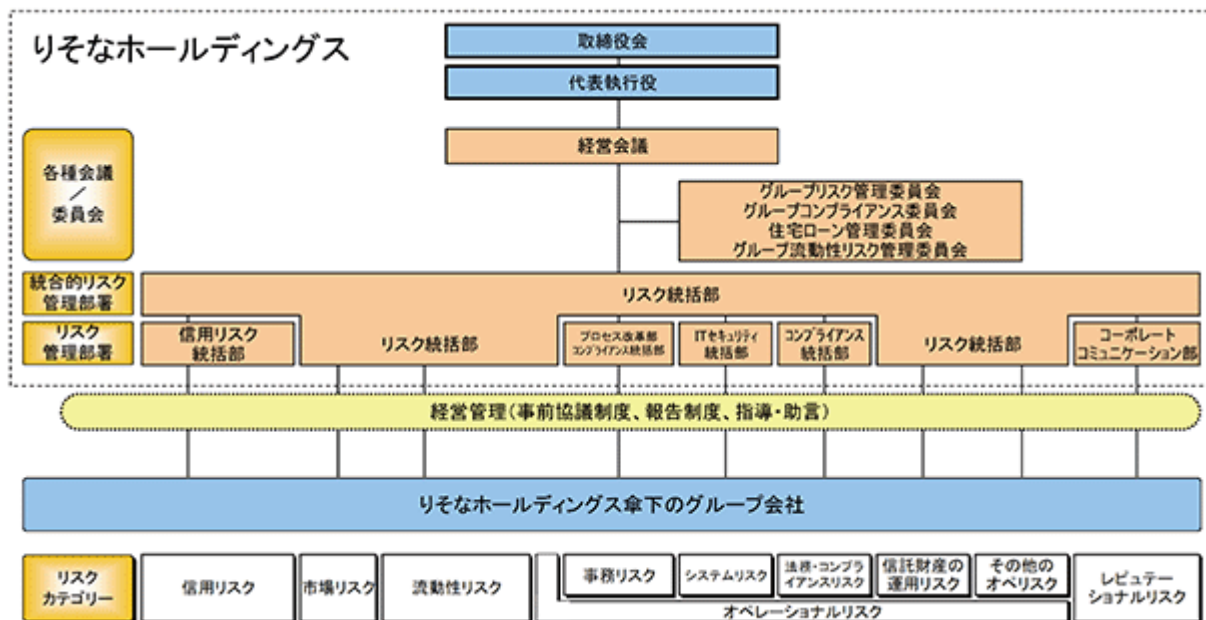 りそなホールディングス
取締役会
代表執行役
経営会議
各種会議
／
委員会
グループリスク管理委員会
グループコンプライアンス委員会
住宅ローン管理委員会
グループ流動性リスク管理委員会
統合的リスク
管理部署
リスク統括部
リスク
管理部署
信用リスク
統括部
リスク統括部
プロセス改革部
コンプライアンス統括部
ITセキュリティ
統括部
コンプライアンス
統括部
リスク統括部
コーポレート
コミュニケーション部
経営管理(事前協議制度、報告制度、指導・助言)
りそなホールディングス傘下のグループ会社
リスク
カテゴリー
信用リスク
市場リスク
流動性リスク
事務リスク
システムリスク
法務・コンプラ
イアンスリスク
信託財産の
運用リスク
その他の
オペリスク
オペレーショナルリスク
レピュテー
ショナルリスク